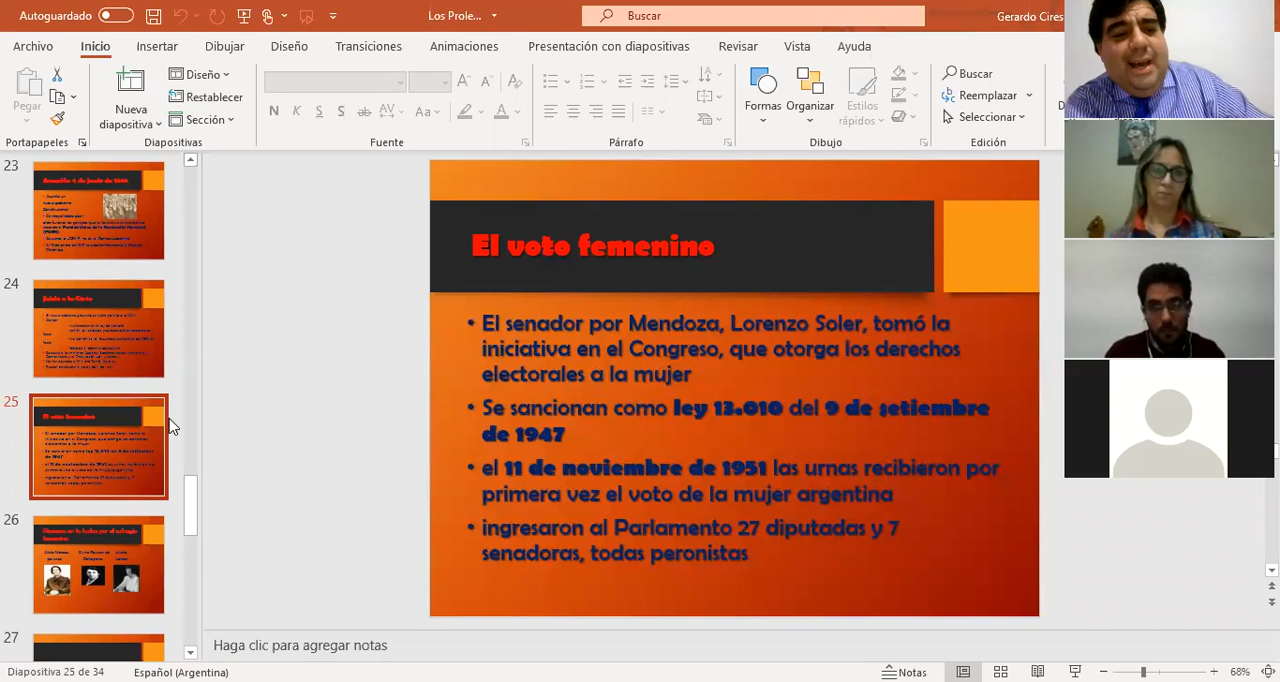 Autoguardado
Los Prole...
Buscar
Gerardo Cires
Archivo
Inicio
Insertar
Dibujar
Diseño
Transiciones
Animaciones
Presentación con diapositivas
Revisar
Vista
Ayuda
Pegar
Nueva
diapositiva
Diseño
Restablecer
Sección
Formas
Organizar
Estilos
rápidos
Buscar
Reemplazar
Seleccionar
Portapapeles
Diapositivas
Fuente
Párrafo
Dibujo
Edición
23
24
25
El voto femenino
26
27
El voto femenino
• El senador por Mendoza, Lorenzo Soler, tomó la
iniciativa en el Congreso, que otorga los derechos
electorales a la mujer
• Se sancionan como ley 13.010 del 9 de setiembre
de 1947
• el 11 de noviembre de 1951 las urnas recibieron por
primera vez el voto de la mujer argentina
• ingresaron al Parlamento 27 diputadas y 7
senadoras, todas peronistas
Haga clic para agregar notas
Diapositiva 25 de 34
Español (Argentina)
Notas
68%